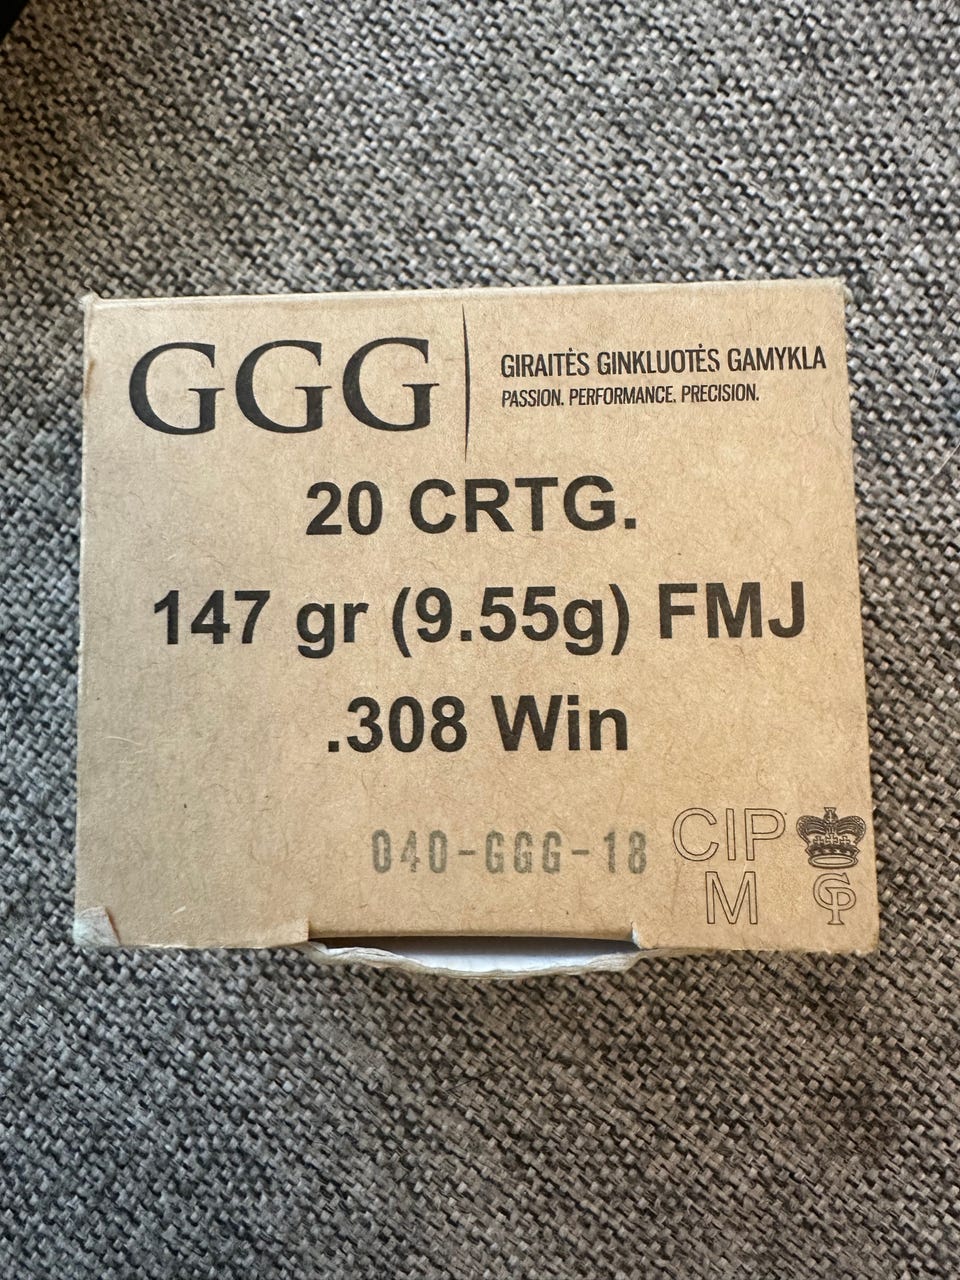 GGG
GIRAITĖS GINKLUOTĖS GAMYKLA
PASSION. PERFORMANCE. PRECISION.
20 CRTG.
147 gr (9.55g) FMJ
.308 Win
040-GGG-18
CIP
M
GP